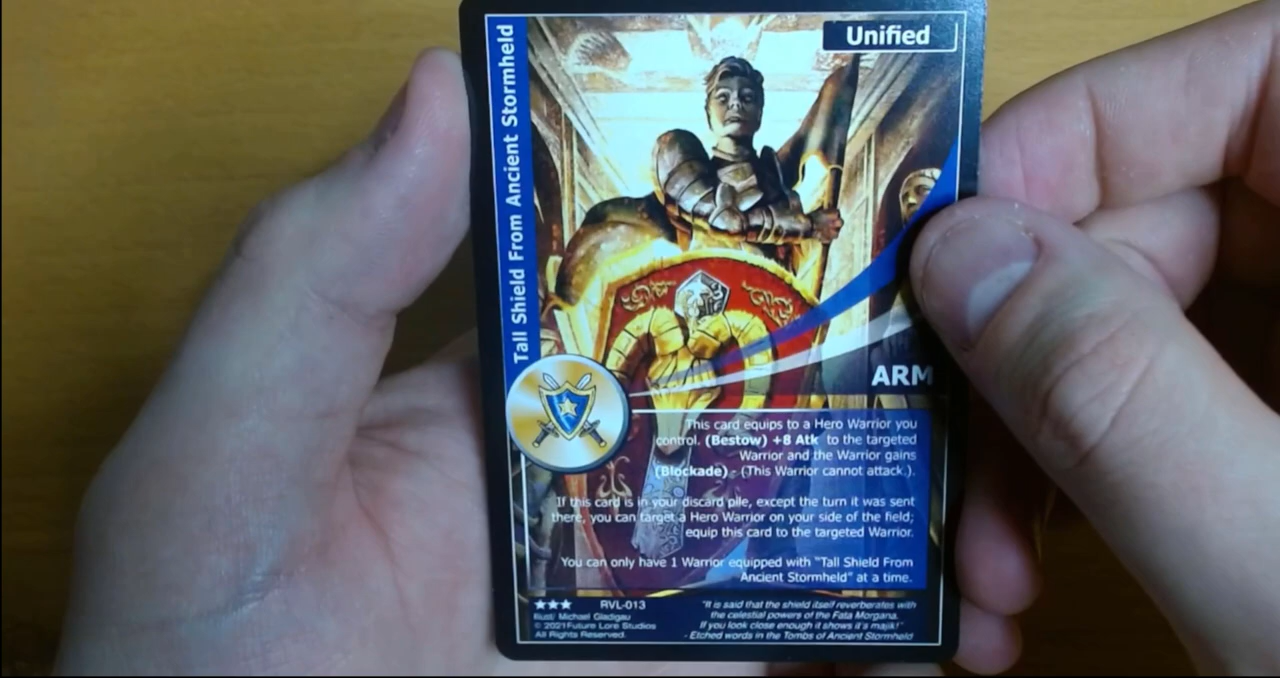 Tall Shield From Ancient Stormheld
Unified
ARM
This card equips to a Hero Warrior you
control. (Bestow) +8 Atk to the targeted
Warrior and the Warrior gains
(Blockade) - (This Warrior cannot attack.).
If this card is in your discard pile, except the turn it was sent
there, you can target a Hero Warrior on your side of the field;
equip this card to the targeted Warrior.
You can only have 1 Warrior equipped with "Tall Shield From
Ancient Stormheld" at a time.
★★★ RVL-013
Illust: Michael Gladigau
© 2021 Future Lore Studios
All Rights Reserved.
"It is said that the shield itself reverberates with
the celestial powers of the Fata Morgana.
If you look close enough it shows it's majik!"
- Etched words in the Tombs of Ancient Stormheld